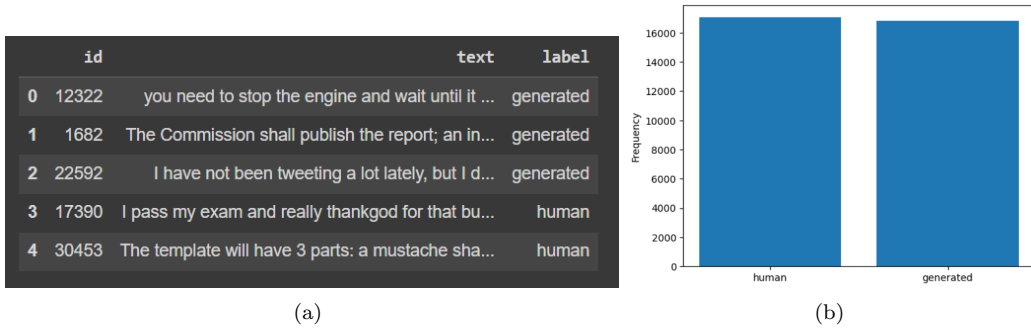 id text label
0 12322 you need to stop the engine and wait until it ... generated
1 1682 The Commission shall publish the report; an in... generated
2 22592 I have not been tweeting a lot lately, but I d... generated
3 17390 I pass my exam and really thankgod for that bu... human
4 30453 The template will have 3 parts: a mustache sha... human
(a)
Frequency
16000
14000
12000
10000
8000
6000
4000
2000
0
human generated
(b)